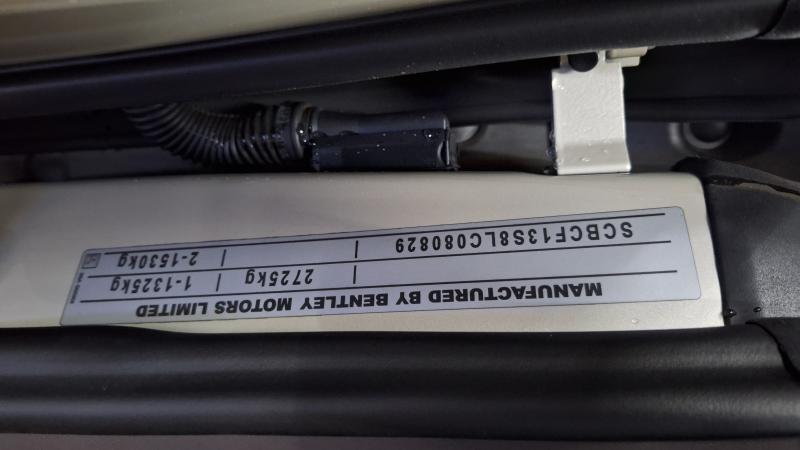 MANUFACTURED BY BENTLEY MOTORS LIMITED
2725kg | 1-1325kg
SCBCF13S8LC080829 | | 2-1530kg